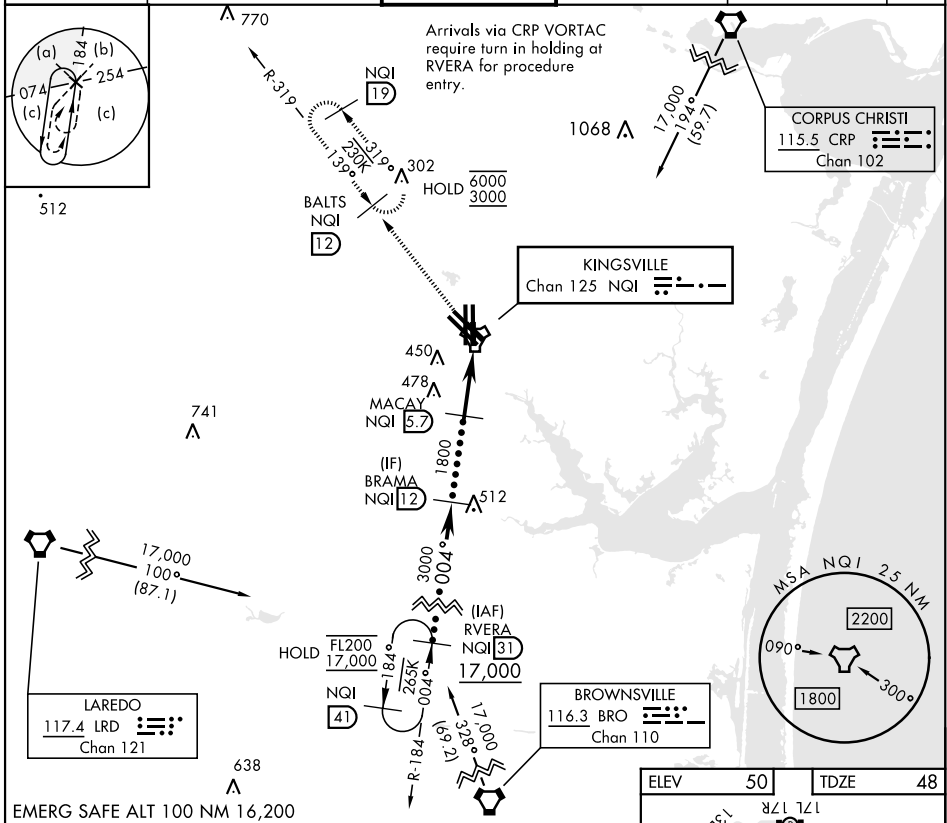 770
Arrivals via CRP VORTAC
require turn in holding at
RVERA for procedure
entry.
(a)
184°
(b)
074
254
(c)
(c)
R-319
NQI
19
319°
230K
139°
302
HOLD 6000
3000
BALTS
NQI
12
512
1068
17,000
194°
(59.7)
CORPUS CHRISTI
115.5 CRP
Chan 102
KINGSVILLE
Chan 125 NQI
450
478
MACAY
NQI 5.7
741
1800
(IF)
BRAMA
NQI 12
512
17,000
100°
(87.1)
3000
004°
(IAF)
RVERA
NQI 31
17,000
HOLD FL200
17,000
184°
265K
004°
NQI
41
R-184
17,000
328°
(69.2)
LAREDO
117.4 LRD
Chan 121
BROWNSVILLE
116.3 BRO
Chan 110
MSA NQI 25 NM
2200
090°
1800
300°
638
EMERG SAFE ALT 100 NM 16,200
ELEV 50
TDZE 48
17L 17R